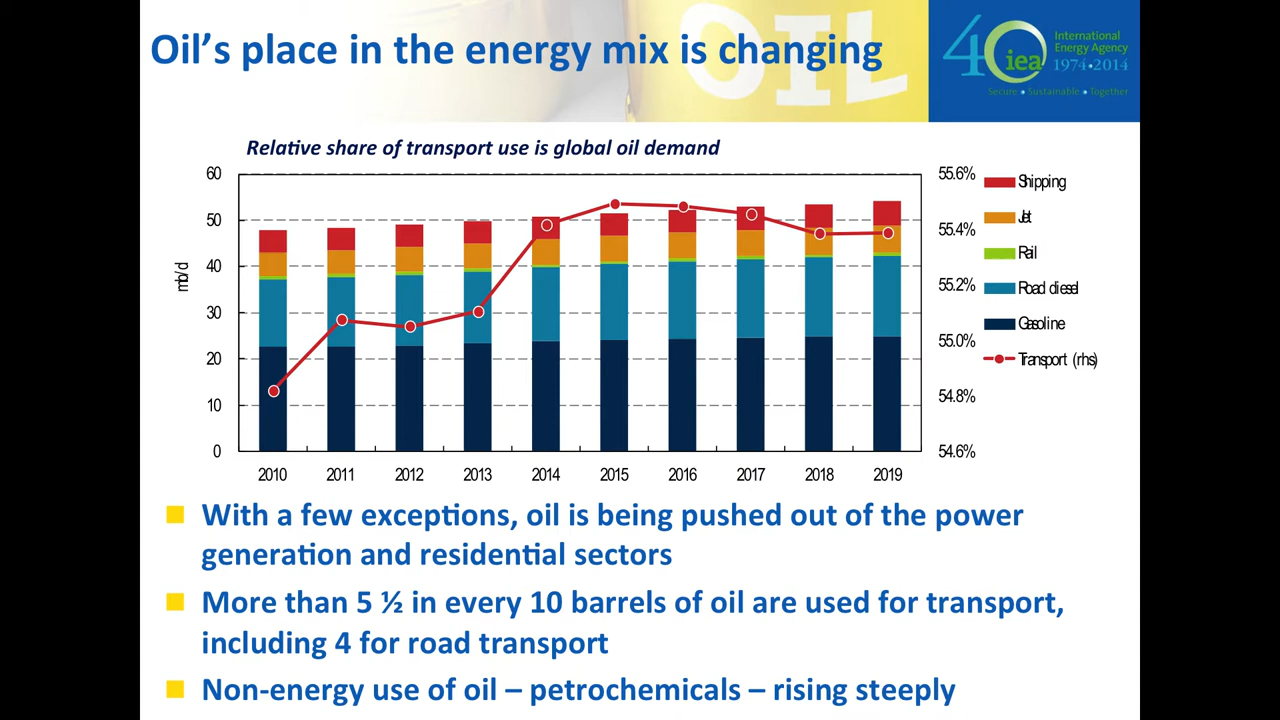 Oil’s place in the energy mix is changing
OIL
40
iea
International
Energy Agency
1974•2014
Secure • Sustainable • Together
Relative share of transport use is global oil demand
60
50
40
30
20
10
0
mb/d
55.6%
55.4%
55.2%
55.0%
54.8%
54.6%
2010 2011 2012 2013 2014 2015 2016 2017 2018 2019
Shipping
Jet
Rail
Road diesel
Gasoline
Transport (rhs)
With a few exceptions, oil is being pushed out of the power
generation and residential sectors
More than 5 ½ in every 10 barrels of oil are used for transport,
including 4 for road transport
Non-energy use of oil – petrochemicals – rising steeply